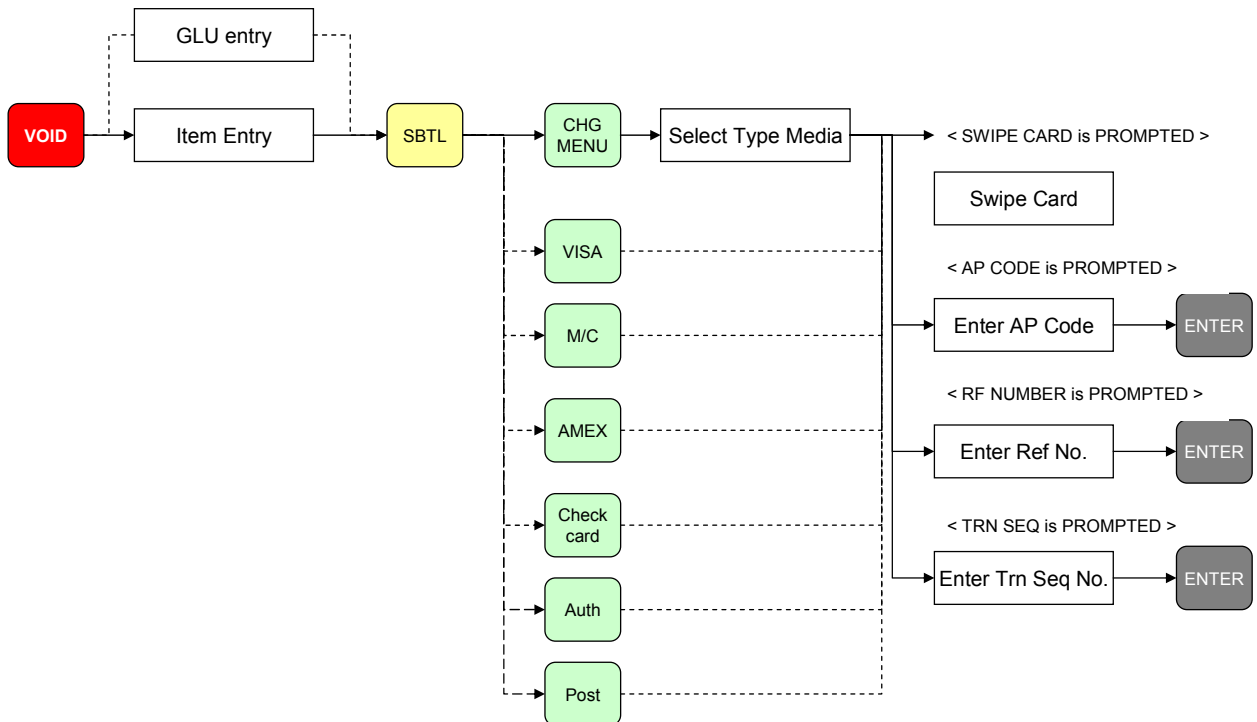 GLU entry
VOID
Item Entry
SBTL
CHG
MENU
Select Type Media
< SWIPE CARD is PROMPTED >
Swipe Card
VISA
< AP CODE is PROMPTED >
Enter AP Code
ENTER
M/C
< RF NUMBER is PROMPTED >
Enter Ref No.
ENTER
AMEX
Check
card
< TRN SEQ is PROMPTED >
Enter Trn Seq No.
ENTER
Auth
Post